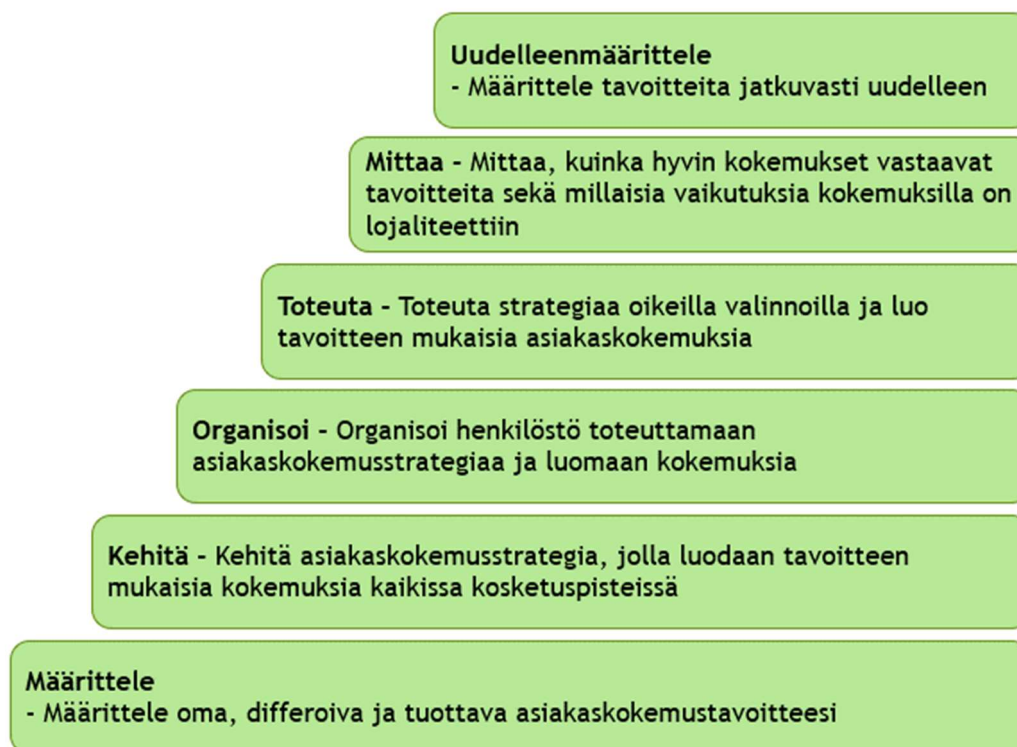 Uudelleenmäärittele
- Määrittele tavoitteita jatkuvasti uudelleen
Mittaa – Mittaa, kuinka hyvin kokemukset vastaavat
tavoitteita sekä millaisia vaikutuksia kokemuksilla on
lojaliteettiin
Toteuta – Toteuta strategiaa oikeilla valinnoilla ja luo
tavoitteen mukaisia asiakaskokemuksia
Organisoi – Organisoi henkilöstö toteuttamaan
asiakaskokemusstrategiaa ja luomaan kokemuksia
Kehitä – Kehitä asiakaskokemusstrategia, jolla luodaan tavoitteen
mukaisia kokemuksia kaikissa kosketuspisteissä
Määrittele
- Määrittele oma, differoiva ja tuottava asiakaskokemustavoitteesi